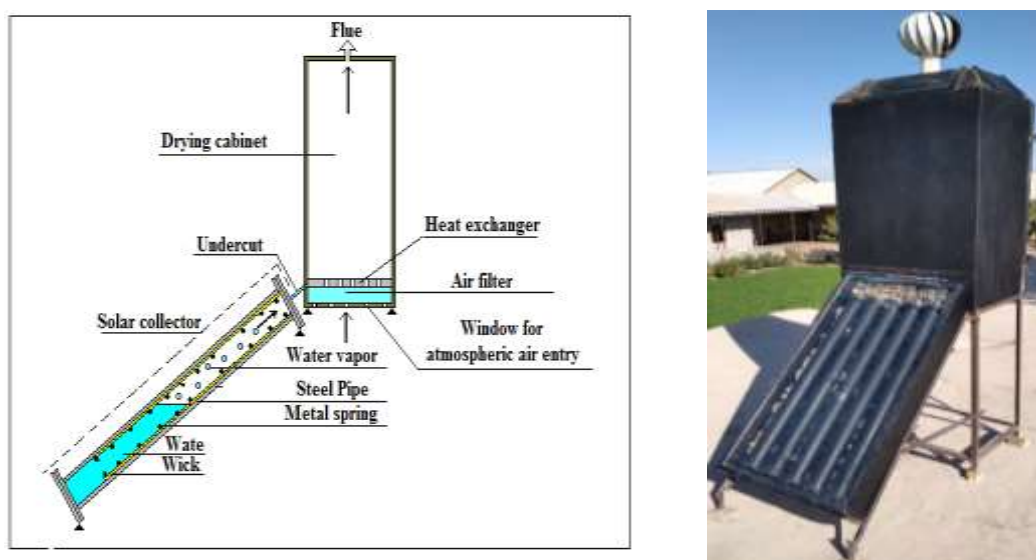 Flue
Drying cabinet
Heat exchanger
Undercut
Air filter
Solar collector
Window for
atmospheric air entry
Water vapor
Steel Pipe
Metal spring
Wate
Wick